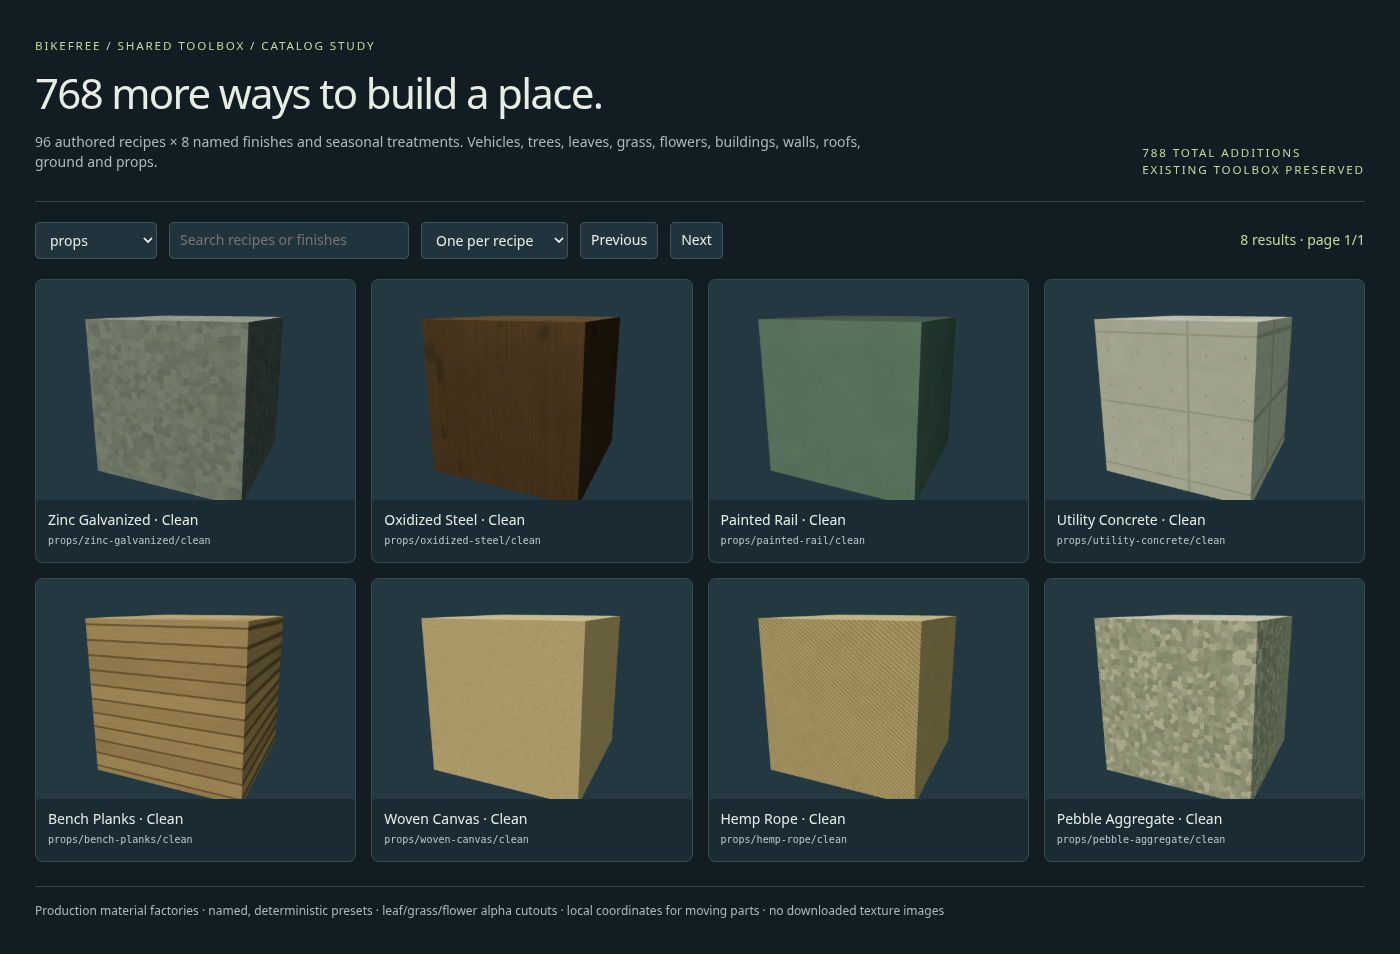 BIKEFREE / SHARED TOOLBOX / CATALOG STUDY
768 more ways to build a place.
96 authored recipes × 8 named finishes and seasonal treatments. Vehicles, trees, leaves, grass, flowers, buildings, walls, roofs,
ground and props.
788 TOTAL ADDITIONS
EXISTING TOOLBOX PRESERVED
props
Search recipes or finishes
One per recipe
Previous
Next
8 results · page 1/1
Zinc Galvanized · Clean
props/zinc-galvanized/clean
Oxidized Steel · Clean
props/oxidized-steel/clean
Painted Rail · Clean
props/painted-rail/clean
Utility Concrete · Clean
props/utility-concrete/clean
Bench Planks · Clean
props/bench-planks/clean
Woven Canvas · Clean
props/woven-canvas/clean
Hemp Rope · Clean
props/hemp-rope/clean
Pebble Aggregate · Clean
props/pebble-aggregate/clean
Production material factories · named, deterministic presets · leaf/grass/flower alpha cutouts · local coordinates for moving parts · no downloaded texture images